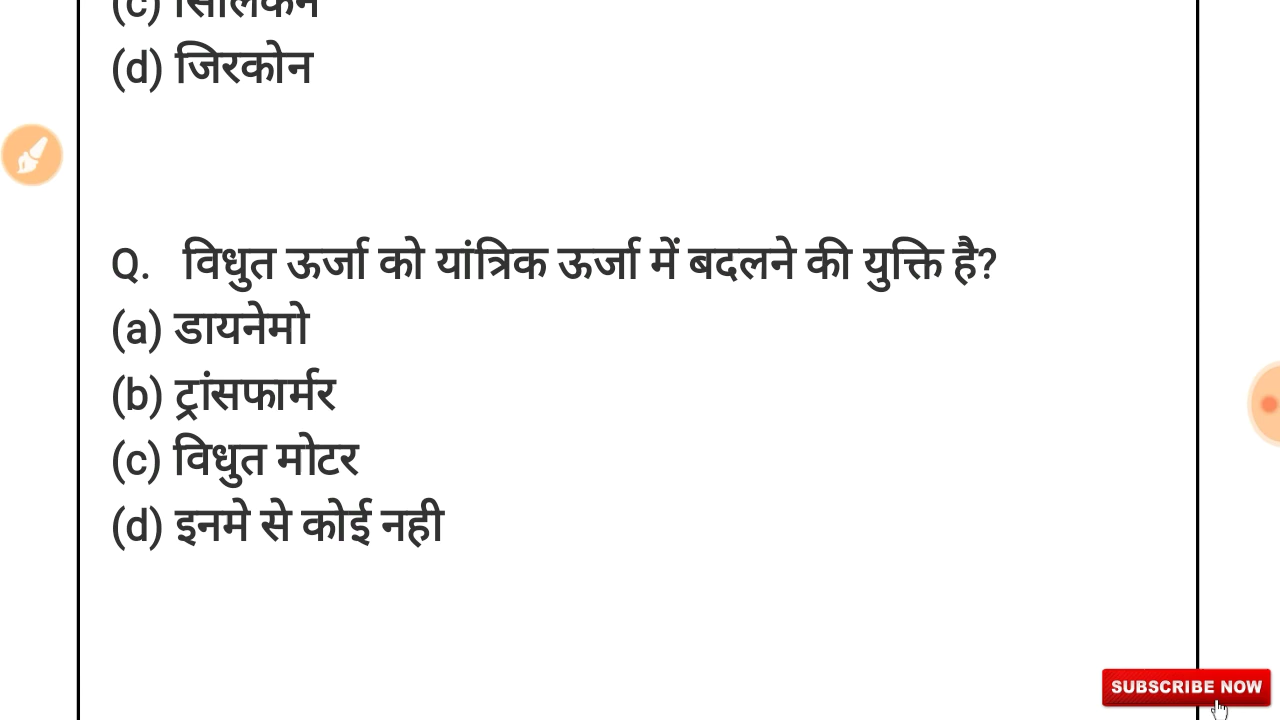 (c) सिलिकॅन
(d) जिरकोन
Q. विधुत ऊर्जा को यांत्रिक ऊर्जा में बदलने की युक्ति है?
(a) डायनेमो
(b) ट्रांसफार्मर
(c) विधुत मोटर
(d) इनमे से कोई नही
SUBSCRIBE NOW